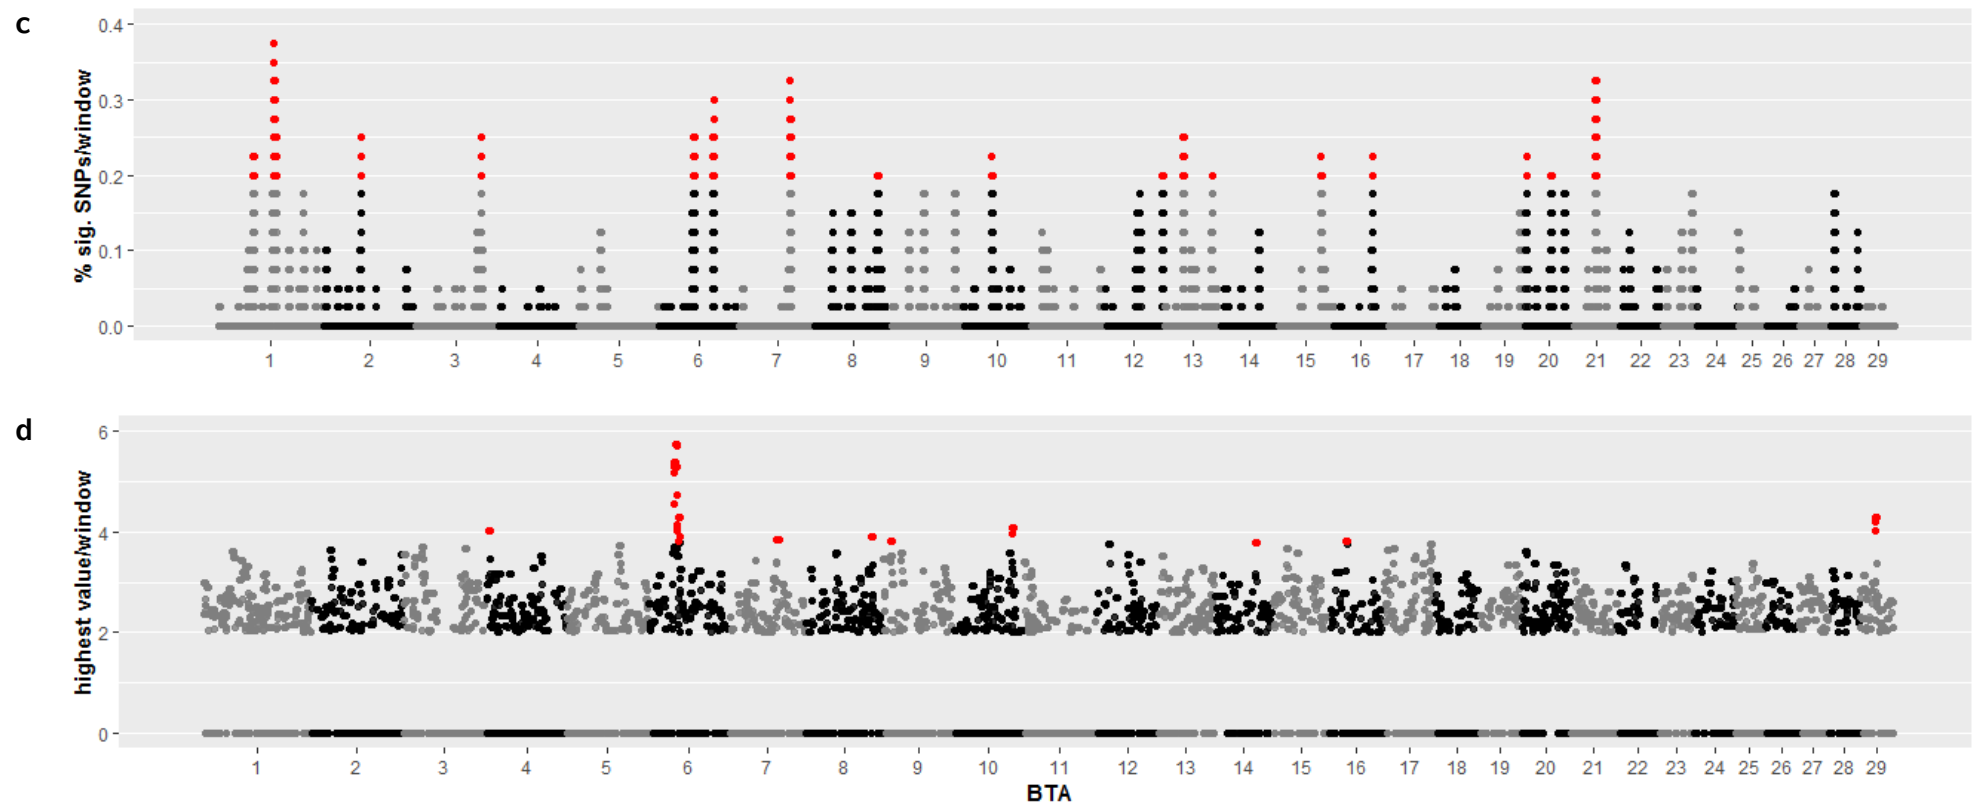 c
% sig. SNPs/window
0.4
0.3
0.2
0.1
0.0
1 2 3 4 5 6 7 8 9 10 11 12 13 14 15 16 17 18 19 20 21 22 23 24 25 26 27 28 29
d
highest value/window
6
4
2
0
1 2 3 4 5 6 7 8 9 10 11 12 13 14 15 16 17 18 19 20 21 22 23 24 25 26 27 28 29
BTA